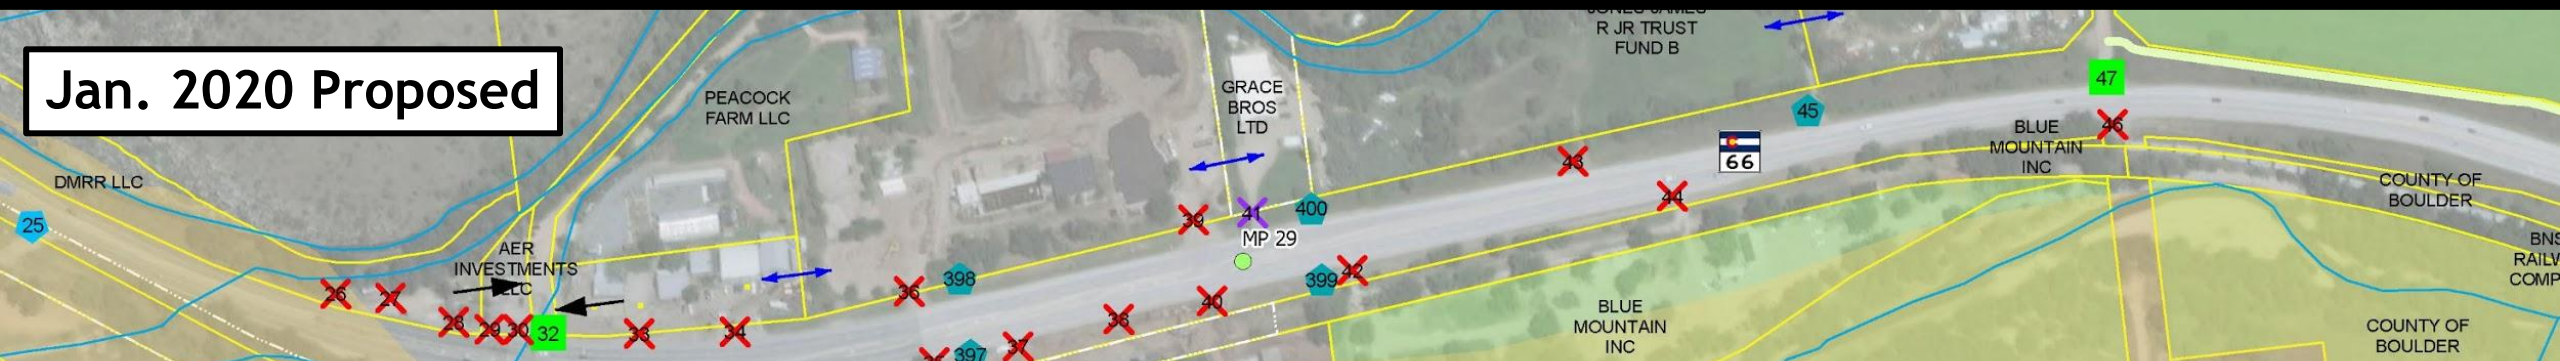 Jan. 2020 Proposed
JONES JAMES
R JR TRUST
FUND B
PEACOCK
FARM LLC
GRACE
BROS
LTD
47
45
46
43
66
BLUE
MOUNTAIN
INC
DMRR LLC
COUNTY OF
BOULDER
44
25
39
41
400
MP 29
AER
INVESTMENTS
LLC
26
27
28
29
30
32
33
34
36
398
399
42
38
40
37
397
BLUE
MOUNTAIN
INC
COUNTY OF
BOULDER